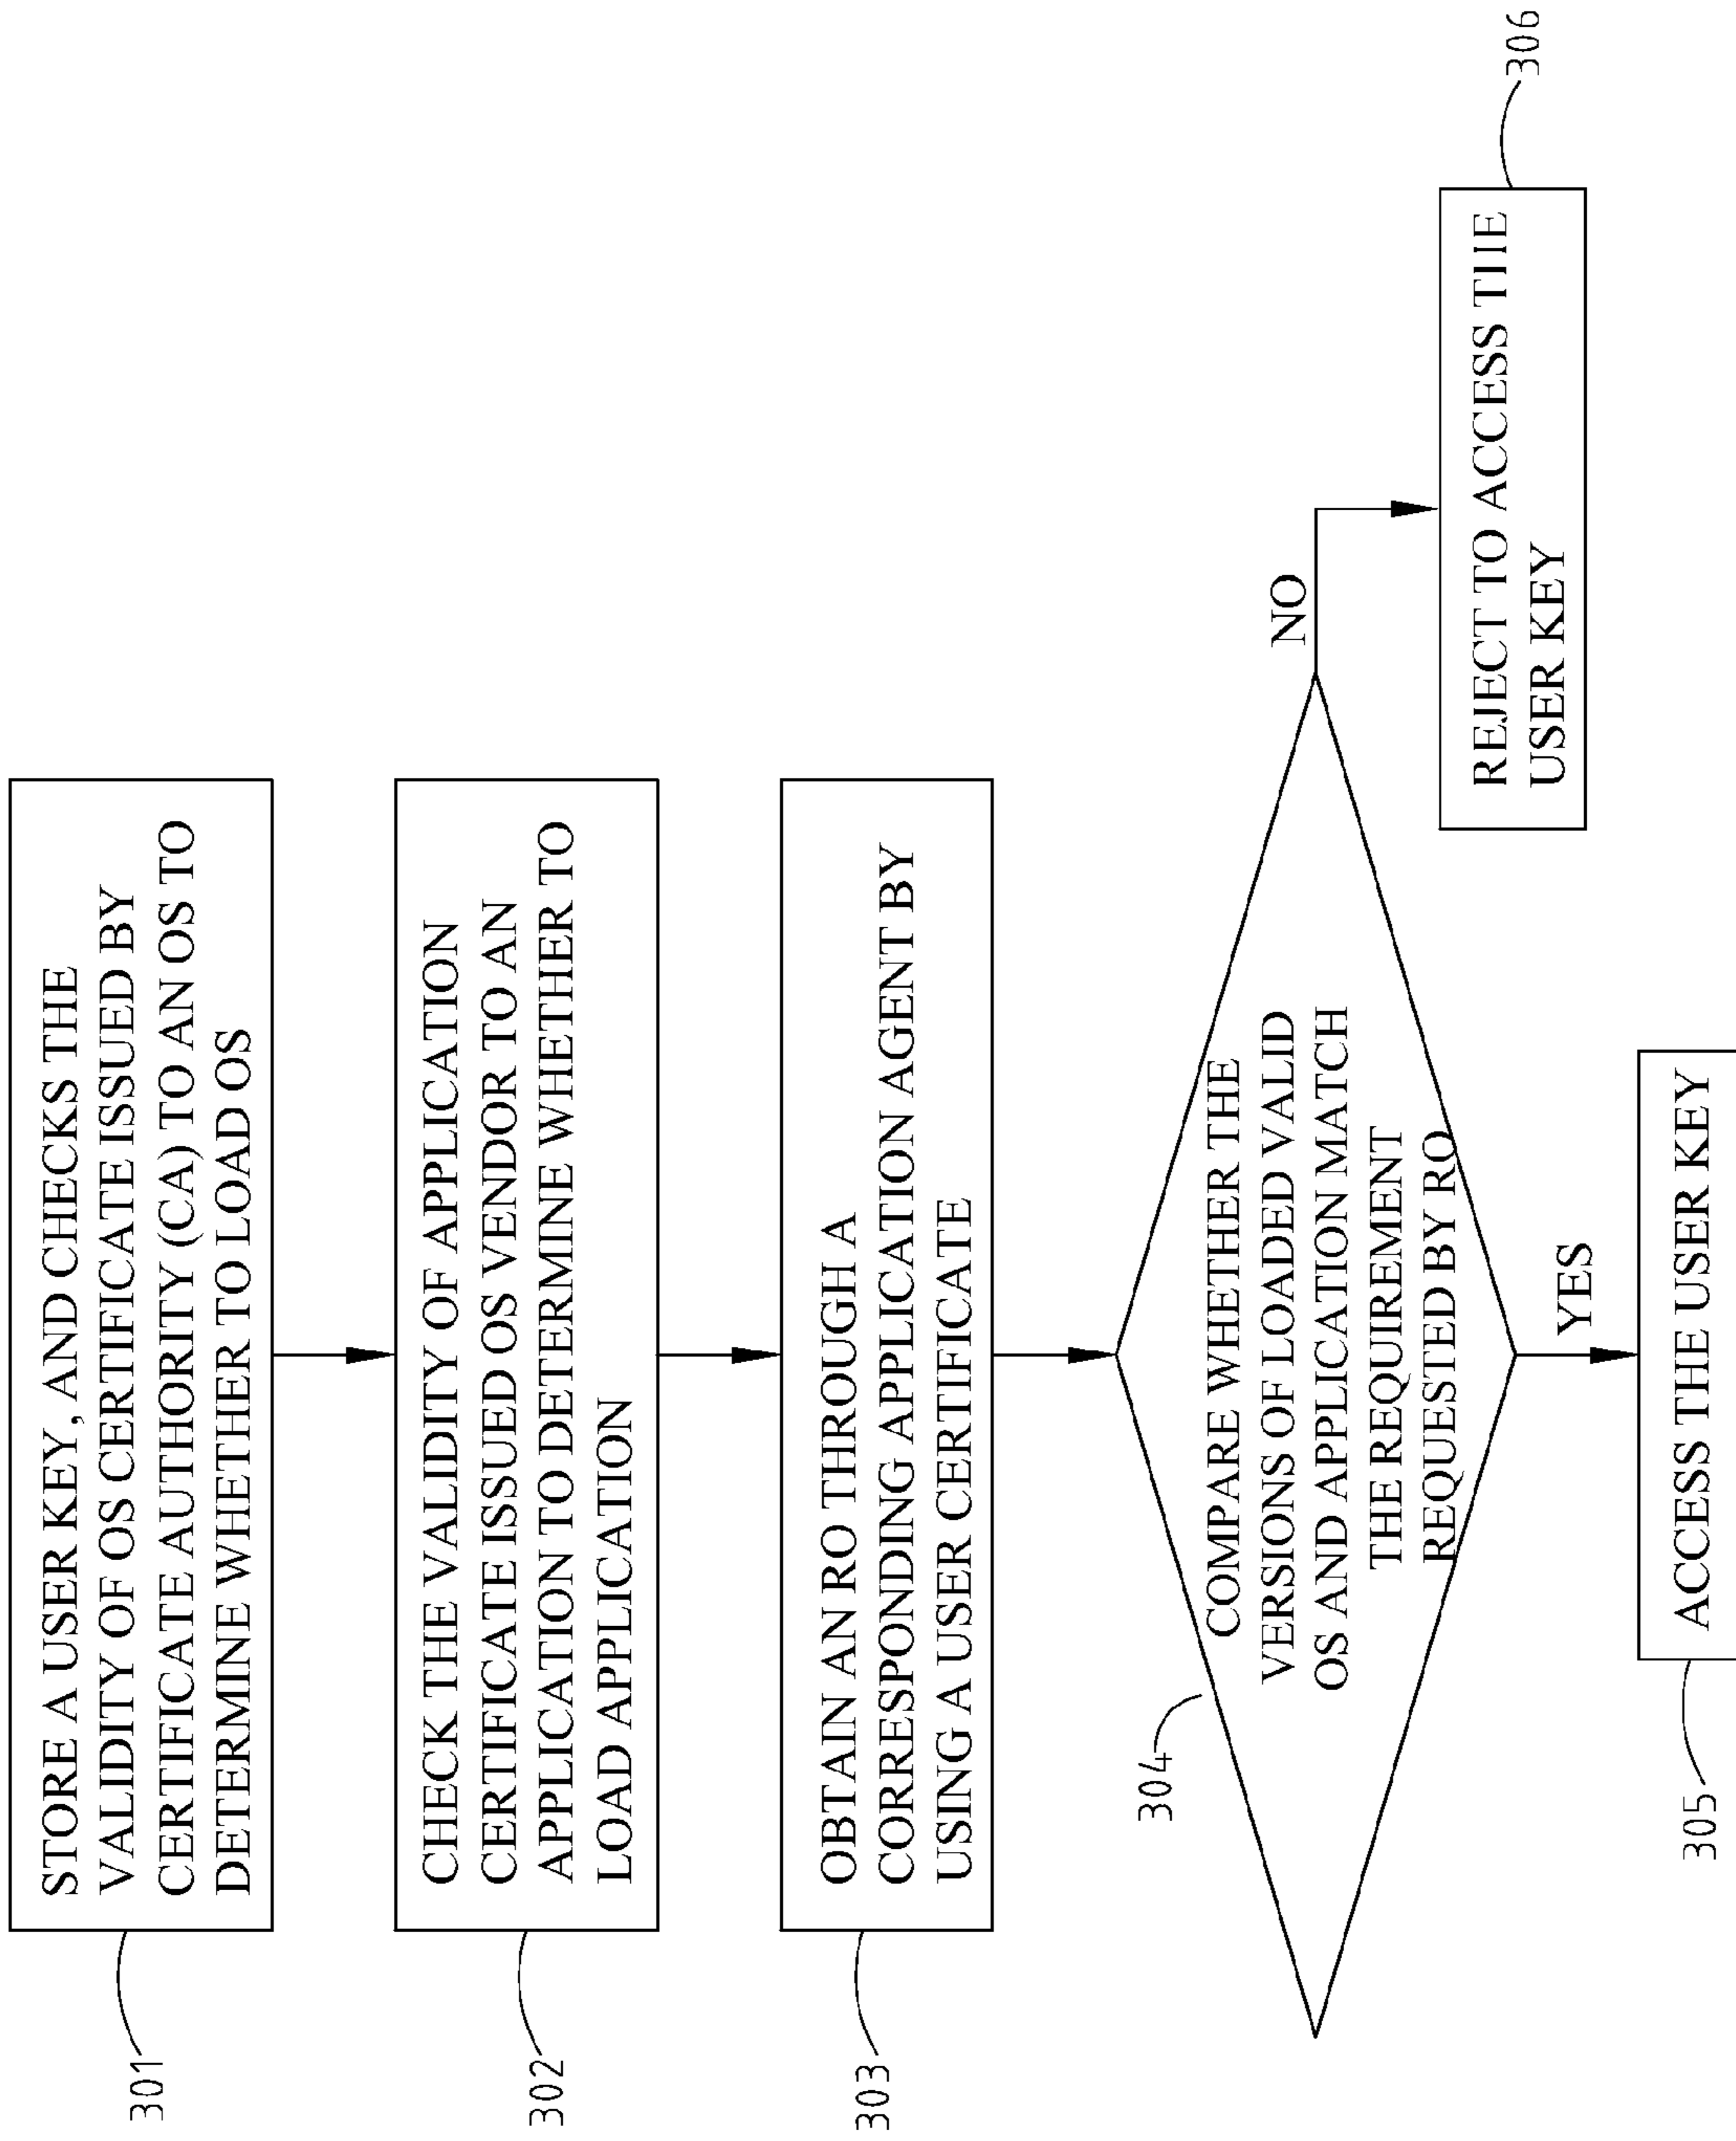 301
STORE A USER KEY, AND CHECKS THE
VALIDITY OF OS CERTIFICATE ISSUED BY
CERTIFICATE AUTHORITY (CA) TO AN OS TO
DETERMINE WHETHER TO LOAD OS
302
CHECK THE VALIDITY OF APPLICATION
CERTIFICATE ISSUED OS VENDOR TO AN
APPLICATION TO DETERMINE WHETHER TO
LOAD APPLICATION
303
OBTAIN AN RO THROUGH A
CORRESPONDING APPLICATION AGENT BY
USING A USER CERTIFICATE
304
COMPARE WHETHER THE
VERSIONS OF LOADED VALID
OS AND APPLICATION MATCH
THE REQUIREMENT
REQUESTED BY RO
NO
306
REJECT TO ACCESS THE
USER KEY
YES
305
ACCESS THE USER KEY